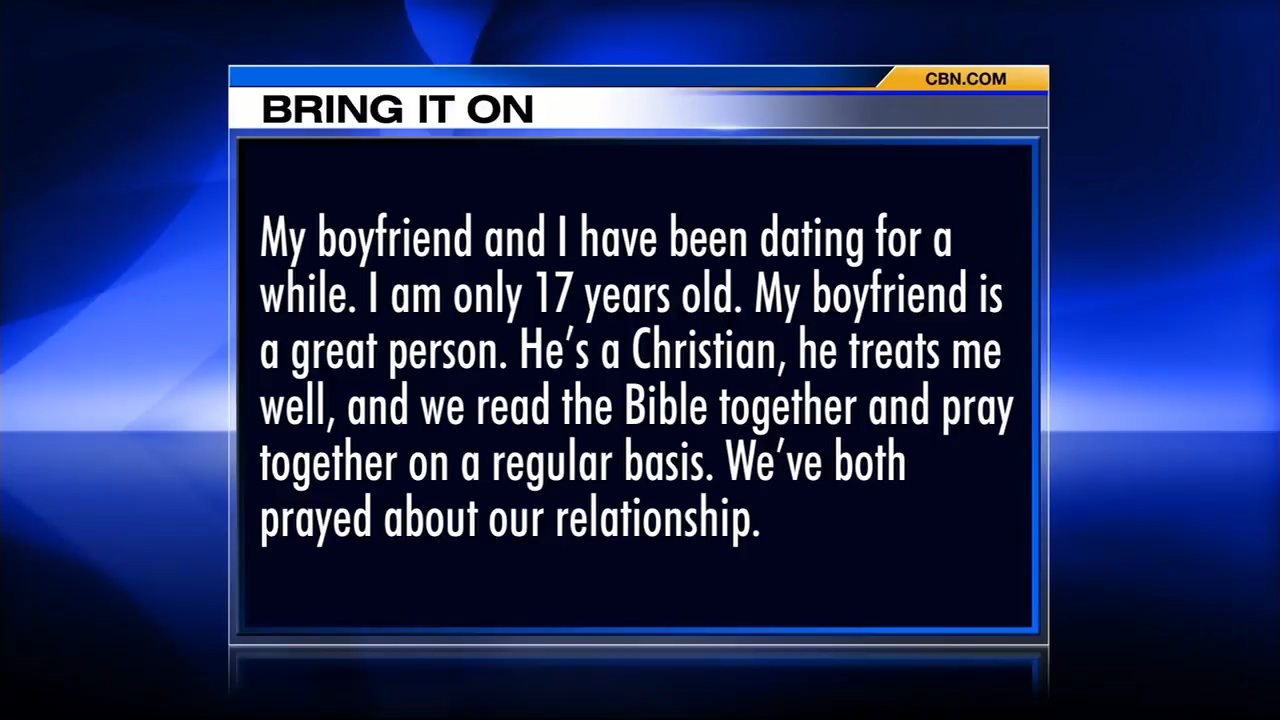 CBN.COM
BRING IT ON
My boyfriend and I have been dating for a
while. I am only 17 years old. My boyfriend is
a great person. He's a Christian, he treats me
well, and we read the Bible together and pray
together on a regular basis. We've both
prayed about our relationship.